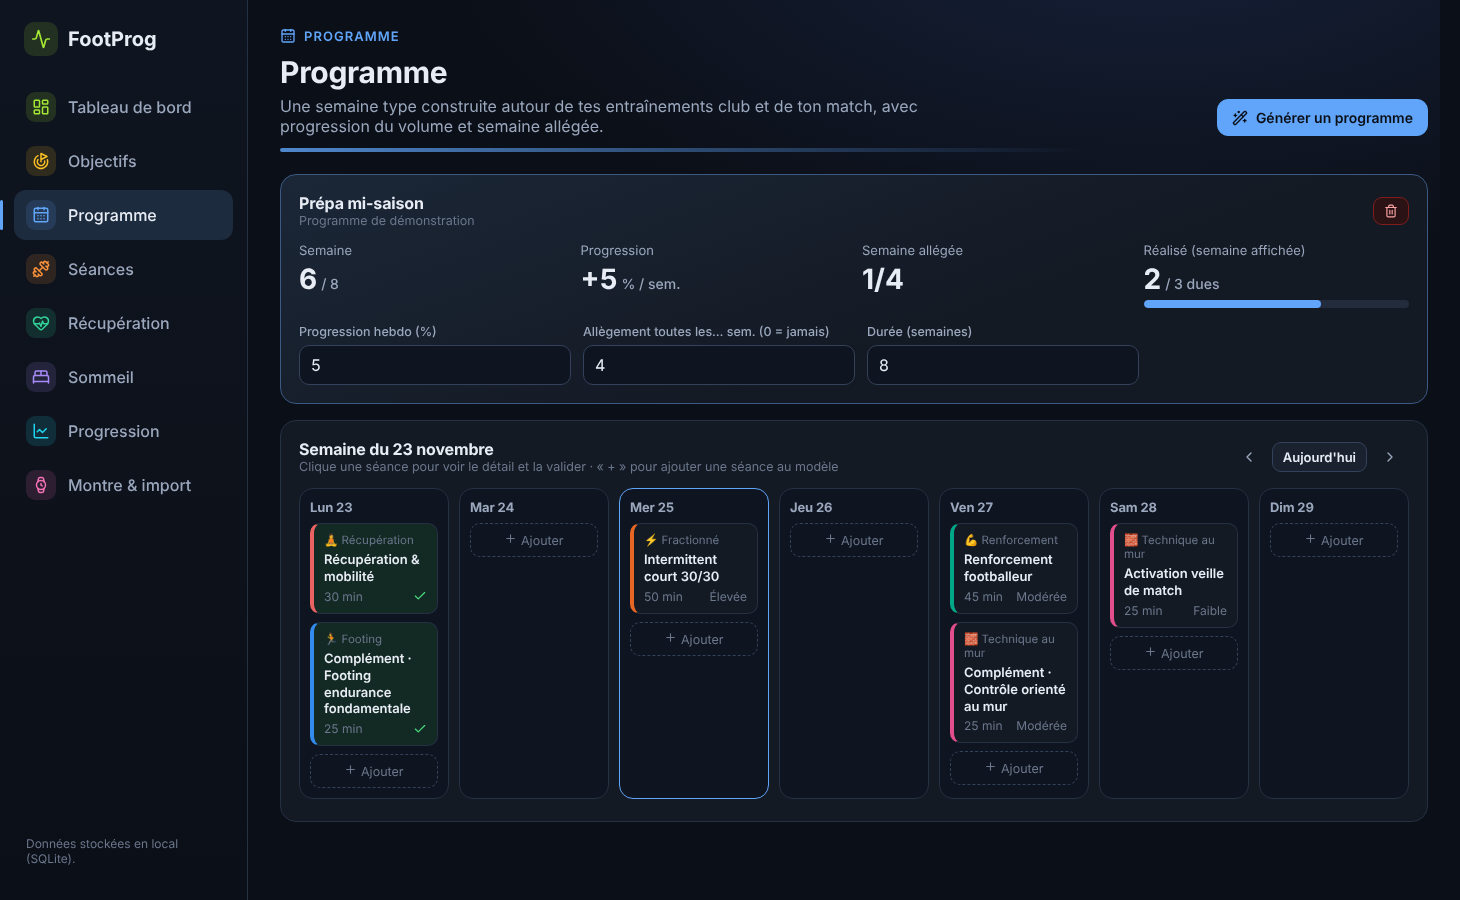 FootProg
Tableau de bord
Objectifs
Programme
Séances
Récupération
Sommeil
Progression
Montre & import
Données stockées en local
(SQLite).
PROGRAMME
Programme
Une semaine type construite autour de tes entraînements club et de ton match, avec
progression du volume et semaine allégée.
Générer un programme
Prépa mi-saison
Programme de démonstration
Semaine
6 / 8
Progression
+5 % / sem.
Semaine allégée
1/4
Réalisé (semaine affichée)
2 / 3 dues
Progression hebdo (%)
5
Allègement toutes les... sem. (0 = jamais)
4
Durée (semaines)
8
Semaine du 23 novembre
Clique une séance pour voir le détail et la valider · « + » pour ajouter une séance au modèle
Aujourd'hui
Lun 23
Récupération
Récupération &
mobilité
30 min
Footing
Complément ·
Footing
endurance
fondamentale
25 min
+ Ajouter
Mar 24
+ Ajouter
Mer 25
Fractionné
Intermittent
court 30/30
50 min Élevée
+ Ajouter
Jeu 26
+ Ajouter
Ven 27
Renforcement
Renforcement
footballeur
45 min Modérée
Technique au
mur
Complément ·
Contrôle orienté
au mur
25 min Modérée
+ Ajouter
Sam 28
Technique au
mur
Activation veille
de match
25 min Faible
+ Ajouter
Dim 29
+ Ajouter